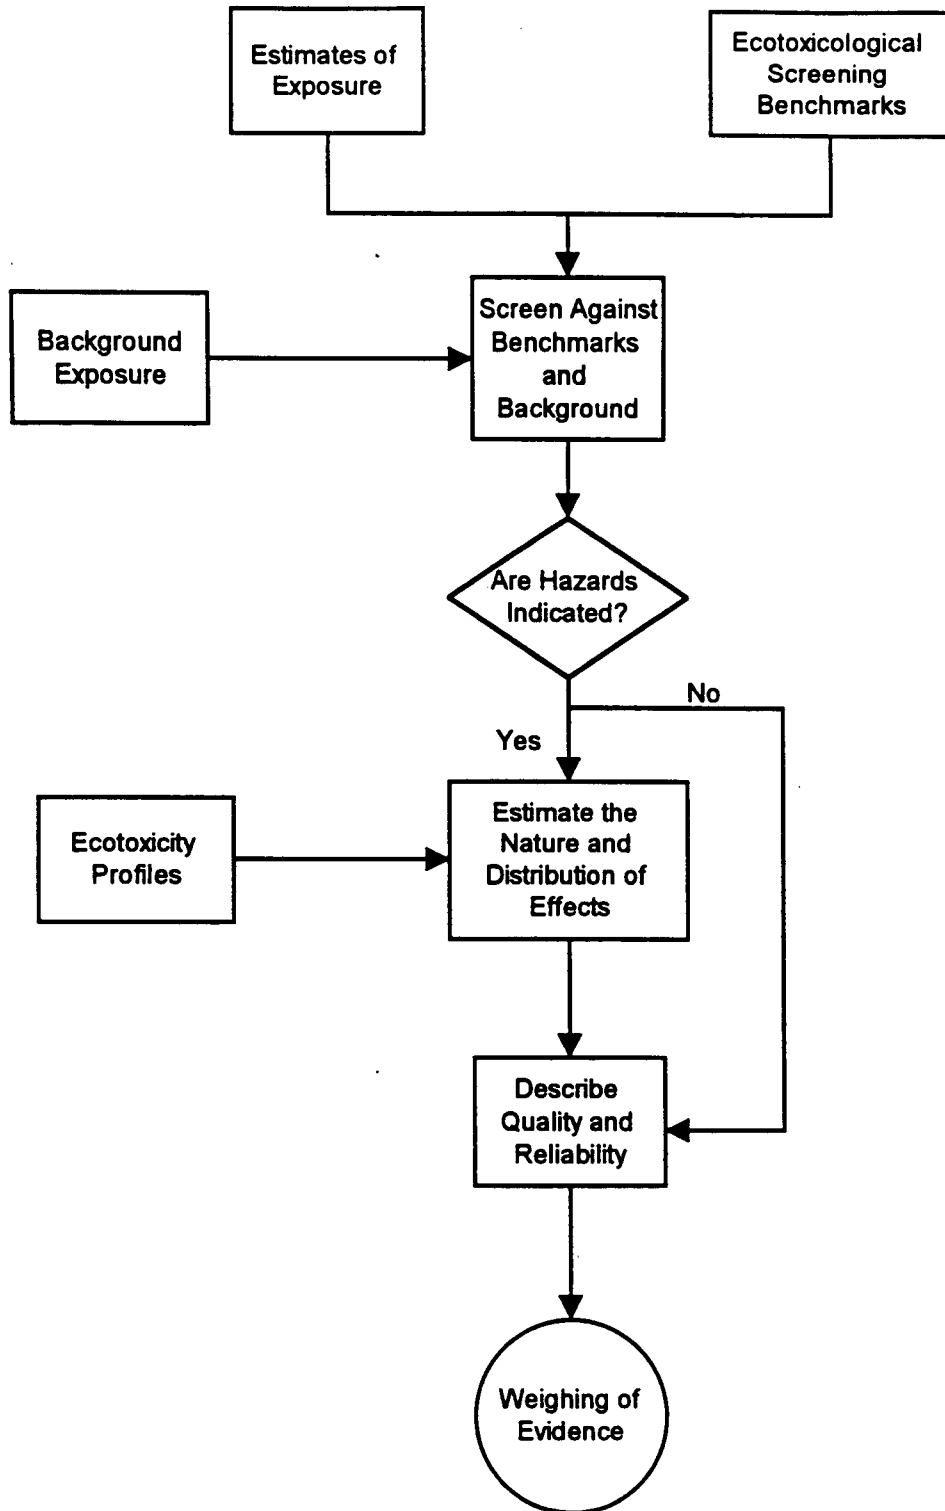 Estimates of
Exposure
Ecotoxicological
Screening
Benchmarks
Background
Exposure
Screen Against
Benchmarks
and
Background
Are Hazards
Indicated?
No
Yes
Ecotoxicity
Profiles
Estimate the
Nature and
Distribution of
Effects
Describe
Quality and
Reliability
Weighing of
Evidence